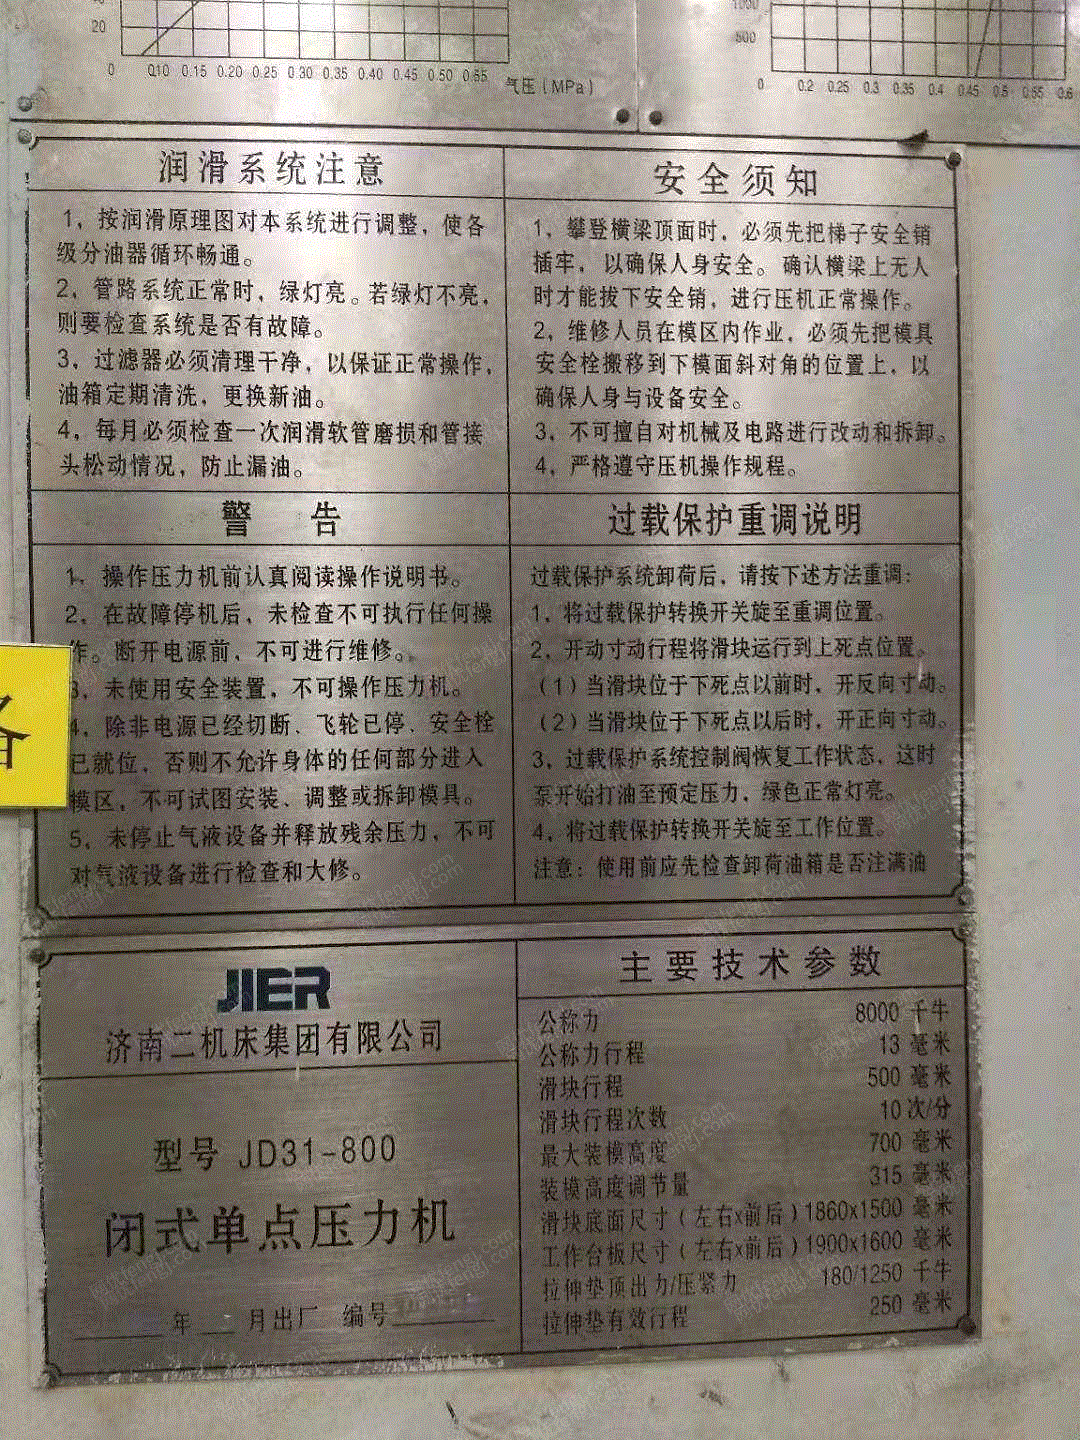 20
0 0.10 0.15 0.20 0.25 0.30 0.35 0.40 0.45 0.50 0.55
气压(MPa)
1000
500
0 0.2 0.25 0.3 0.35 0.4 0.45 0.5 0.55 0.6
润滑系统注意
1，按润滑原理图对本系统进行调整，使各
级分油器循环畅通。
2，管路系统正常时，绿灯亮。若绿灯不亮，
则要检查系统是否有故障。
3，过滤器必须清理干净，以保证正常操作，
油箱定期清洗，更换新油。
4，每月必须检查一次润滑软管磨损和管接
头松动情况，防止漏油。
安全须知
1，攀登横梁顶面时，必须先把梯子安全销
插牢，以确保人身安全。确认横梁上无人
时才能拔下安全销，进行压机正常操作。
2，维修人员在模区内作业，必须先把模具
安全栓搬移到下模面斜对角的位置上，以
确保人身与设备安全。
3，不可擅自对机械及电路进行改动和拆卸。
4，严格遵守压机操作规程。
警 告
1、操作压力机前认真阅读操作说明书。
2、在故障停机后，未检查不可执行任何操
作。断开电源前，不可进行维修。
3、未使用安全装置，不可操作压力机。
4、除非电源已经切断、飞轮已停、安全栓
已就位，否则不允许身体的任何部分进入
模区，不可试图安装、调整或拆卸模具。
5、未停止气液设备并释放残余压力，不可
对气液设备进行检查和大修。
过载保护重调说明
过载保护系统卸荷后，请按下述方法重调：
1、将过载保护转换开关旋至重调位置。
2、开动寸动行程将滑块运行到上死点位置。
(1)当滑块位于下死点以前时，开反向寸动。
(2)当滑块位于下死点以后时，开正向寸动。
3、过载保护系统控制阀恢复工作状态，这时
泵开始打油至预定压力，绿色正常灯亮。
4、将过载保护转换开关旋至工作位置。
注意：使用前应先检查卸荷油箱是否注满油
JIER
济南二机床集团有限公司
型号 JD31-800
闭式单点压力机
年 月出厂 编号
主要技术参数
公称力 8000 千牛
公称力行程 13 毫米
滑块行程 500 毫米
滑块行程次数 10 次/分
最大装模高度 700 毫米
装模高度调节量 315 毫米
滑块底面尺寸(左右x前后)1860x1500 毫米
工作台板尺寸(左右x前后)1900x1600 毫米
拉伸垫顶出力/压紧力 180/1250 千牛
拉伸垫有效行程 250 毫米